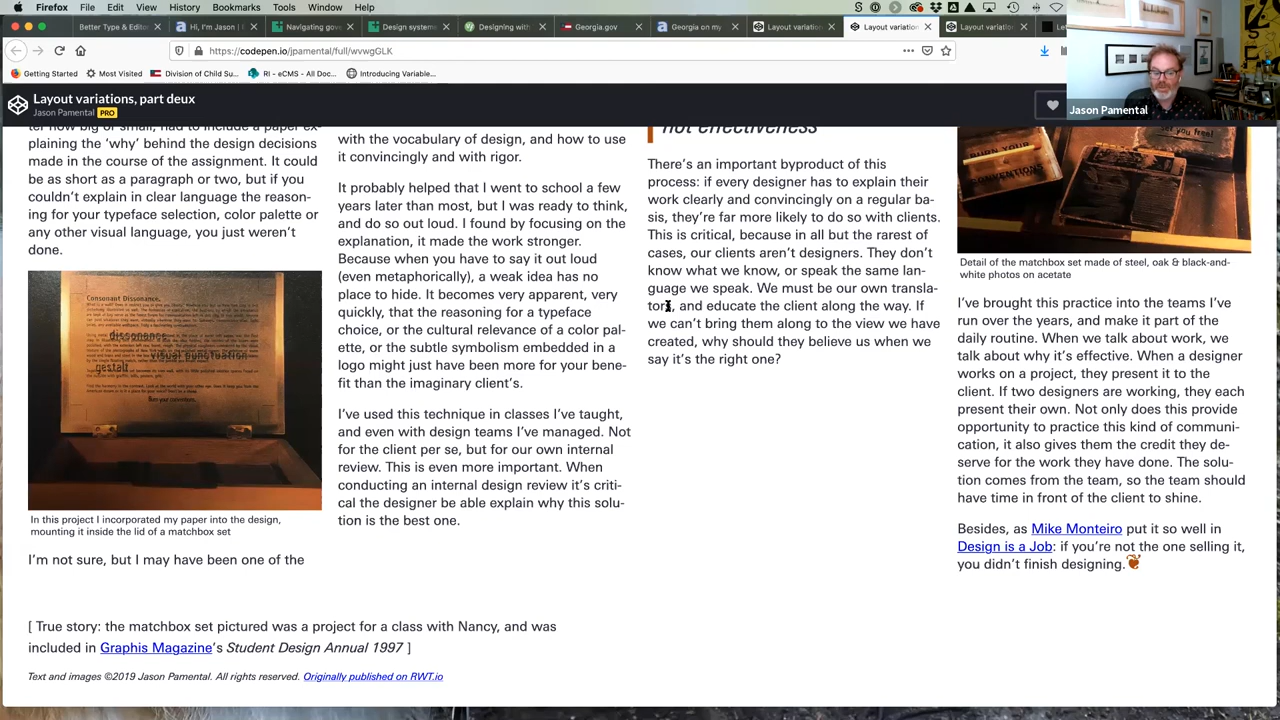 Firefox File Edit View History Bookmarks Tools Window Help
Better Type & Editor
Hi, I'm Jason |
Navigating gove
Design system
Designing with
Georgia.gov
Georgia on my
Layout variation
Layout variation
Layout variation
https://codepen.io/jpamental/full/wvwgGLK
Getting Started
Most Visited
Division of Child Su...
RI - eCMS - All Doc...
Introducing Variable...
Layout variations, part deux
Jason Pamental PRO
Jason Pamental
plaining the ‘why’ behind the design decisions
made in the course of the assignment. It could
be as short as a paragraph or two, but if you
couldn’t explain in clear language the reason-
ing for your typeface selection, color palette or
any other visual language, you just weren’t
done.
Consonant Dissonance.
dissonance
visual punctuation
gestalt
Burn your conventions.
In this project I incorporated my paper into the design,
mounting it inside the lid of a matchbox set
I’m not sure, but I may have been one of the
with the vocabulary of design, and how to use
it convincingly and with rigor.
It probably helped that I went to school a few
years later than most, but I was ready to think,
and do so out loud. I found by focusing on the
explanation, it made the work stronger.
Because when you have to say it out loud
(even metaphorically), a weak idea has no
place to hide. It becomes very apparent, very
quickly, that the reasoning for a typeface
choice, or the cultural relevance of a color pal-
ette, or the subtle symbolism embedded in a
logo might just have been more for your bene-
fit than the imaginary client’s.
I’ve used this technique in classes I’ve taught,
and even with design teams I’ve managed. Not
for the client per se, but for our own internal
review. This is even more important. When
conducting an internal design review it’s criti-
cal the designer be able explain why this solu-
tion is the best one.
not effectiveness
There’s an important byproduct of this
process: if every designer has to explain their
work clearly and convincingly on a regular ba-
sis, they’re far more likely to do so with clients.
This is critical, because in all but the rarest of
cases, our clients aren’t designers. They don’t
know what we know, or speak the same lan-
guage we speak. We must be our own transla-
tors, and educate the client along the way. If
we can’t bring them along to the view we have
created, why should they believe us when we
say it’s the right one?
set you free!
BURN YOUR
CONVENTIONS
Detail of the matchbox set made of steel, oak & black-and-
white photos on acetate
I’ve brought this practice into the teams I’ve
run over the years, and make it part of the
daily routine. When we talk about work, we
talk about why it’s effective. When a designer
works on a project, they present it to the
client. If two designers are working, they each
present their own. Not only does this provide
opportunity to practice this kind of communi-
cation, it also gives them the credit they de-
serve for the work they have done. The solu-
tion comes from the team, so the team should
have time in front of the client to shine.
Besides, as Mike Monteiro put it so well in
Design is a Job: if you’re not the one selling it,
you didn’t finish designing.❦
[ True story: the matchbox set pictured was a project for a class with Nancy, and was
included in Graphis Magazine’s Student Design Annual 1997 ]
Text and images ©2019 Jason Pamental. All rights reserved. Originally published on RWT.io